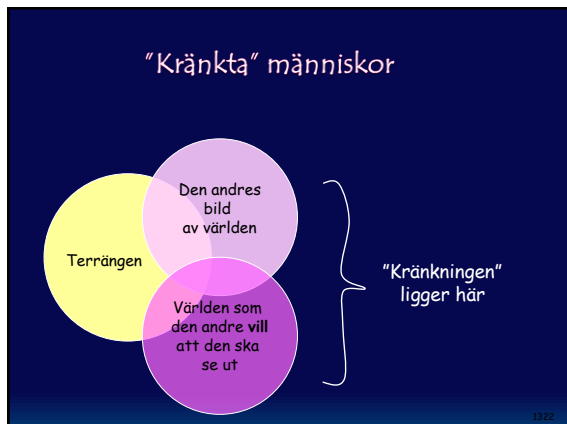 ”Kränkta” människor
Den andres
bild
av världen
Terrängen
”Kränkningen”
ligger här
Världen som
den andre vill
att den ska
se ut
1322